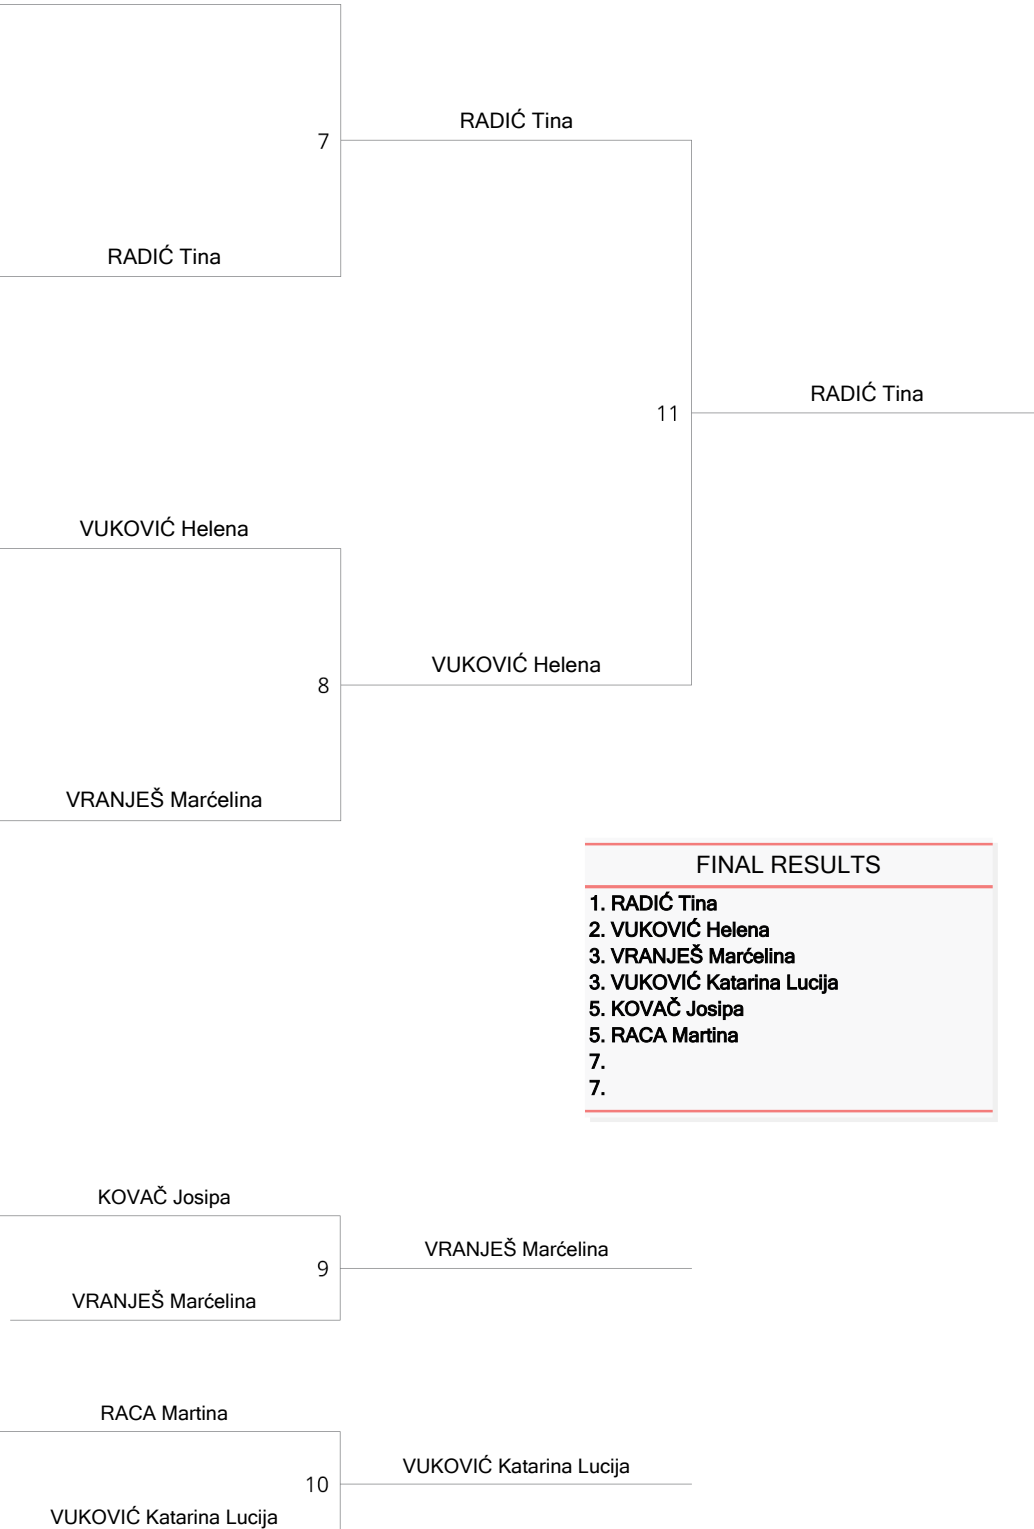 RADIĆ Tina
7
RADIĆ Tina
RADIĆ Tina
11
VUKOVIĆ Helena
VUKOVIĆ Helena
8
VRANJEŠ Marćelina
FINAL RESULTS
1. RADIĆ Tina
2. VUKOVIĆ Helena
3. VRANJEŠ Marćelina
3. VUKOVIĆ Katarina Lucija
5. KOVAČ Josipa
5. RACA Martina
7.
7.
KOVAČ Josipa
VRANJEŠ Marćelina
9
VRANJEŠ Marćelina
RACA Martina
VUKOVIĆ Katarina Lucija
10
VUKOVIĆ Katarina Lucija